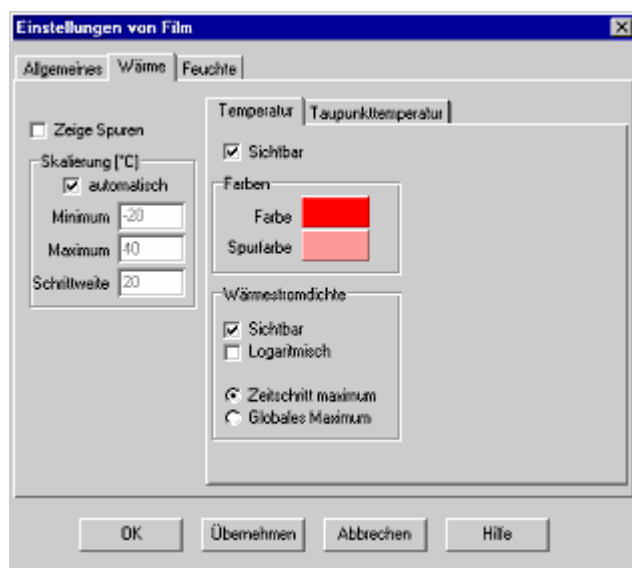 Einstellungen von Film
Allgemeines Wärme Feuchte
Zeige Spuren
Skalierung [°C]
automatisch
Minimum -20
Maximum 40
Schrittweite 20
Temperatur Taupunkttemperatur
Sichtbar
Farben
Farbe
Spurfarbe
Wärmestromdichte
Sichtbar
Logaritmisch
Zeitschritt maximum
Globales Maximum
OK Übernehmen Abbrechen Hilfe